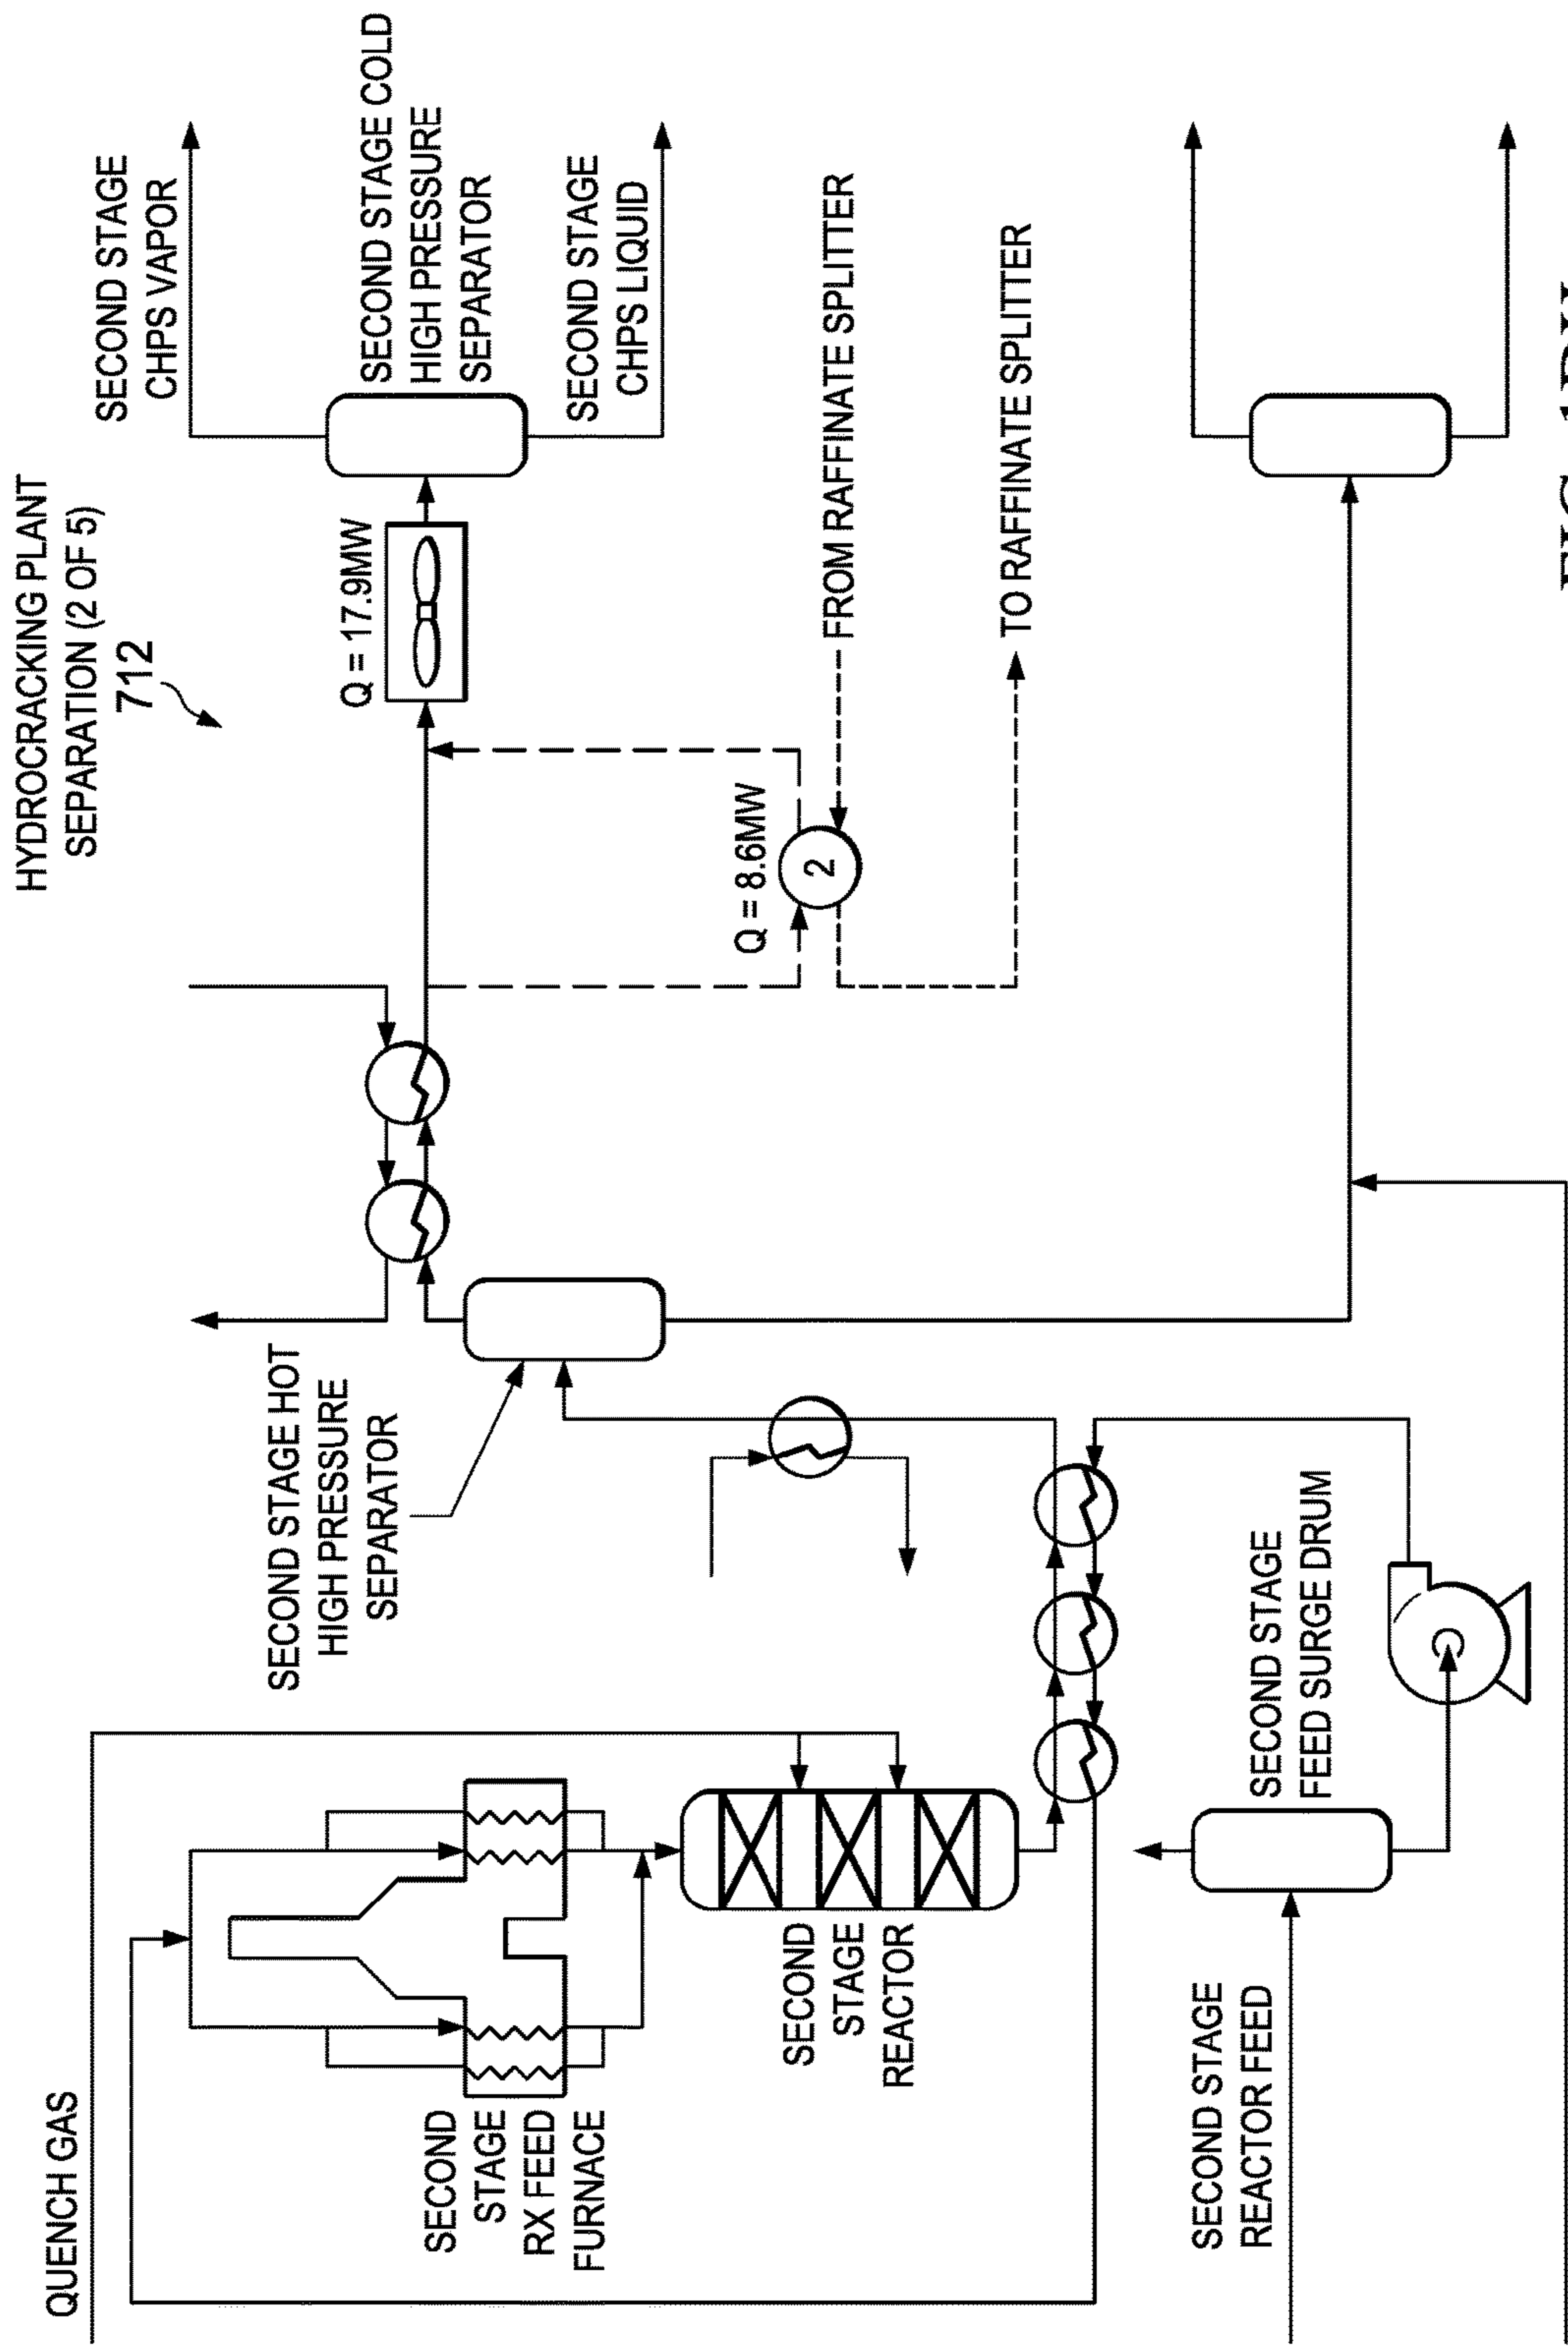 HYDROCRACKING PLANT
SEPARATION (2 OF 5)
712
QUENCH GAS
SECOND
STAGE
RX FEED
FURNACE
SECOND
STAGE
REACTOR
SECOND STAGE
REACTOR FEED
SECOND STAGE
FEED SURGE DRUM
SECOND STAGE HOT
HIGH PRESSURE
SEPARATOR
Q = 17.9MW
Q = 8.6MW
2
SECOND STAGE
CHPS VAPOR
SECOND STAGE COLD
HIGH PRESSURE
SEPARATOR
SECOND STAGE
CHPS LIQUID
FROM RAFFINATE SPLITTER
TO RAFFINATE SPLITTER